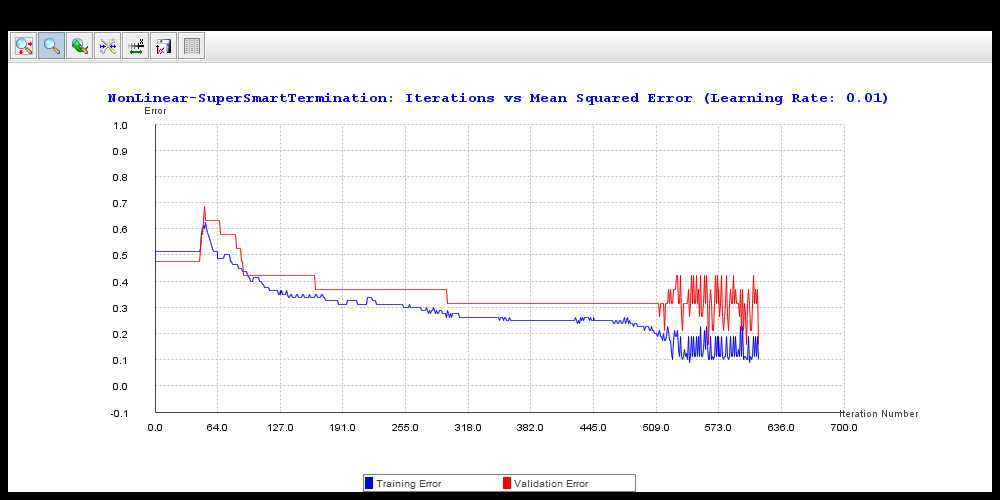 NonLinear-SuperSmartTermination: Iterations vs Mean Squared Error (Learning Rate: 0.01)
Error
1.0
0.9
0.8
0.7
0.6
0.5
0.4
0.3
0.2
0.1
0.0
-0.1
0.0 64.0 127.0 191.0 255.0 318.0 382.0 445.0 509.0 573.0 636.0 700.0
Iteration Number
Training Error Validation Error